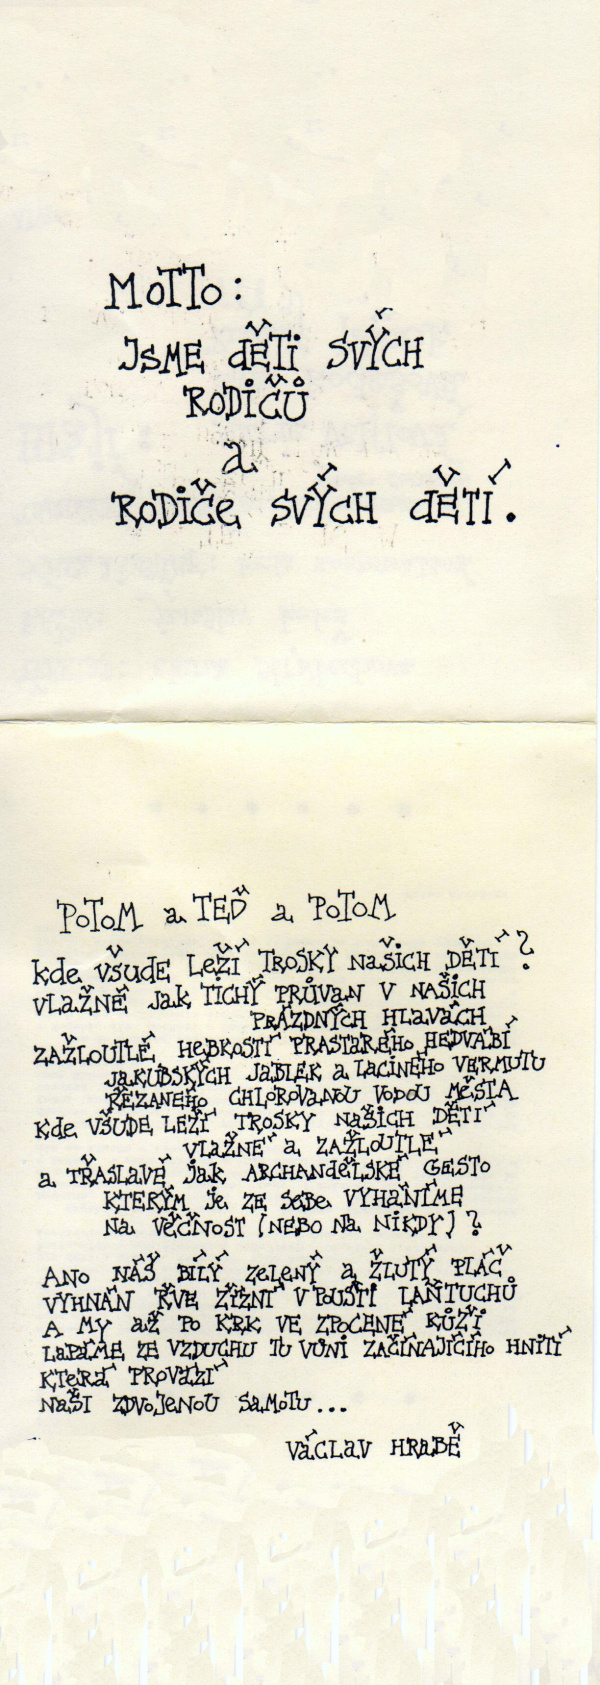 MOTTO:
JSME DĚTI SVÝCH
RODIČŮ
a
RODIČE SVÝCH DĚTÍ.
POTOM a TEĎ a POTOM
kde VŠUDE LEŽÍ TROSKY NAŠICH DĚTÍ?
VLAŽNÉ JAK TICHÝ PRŮVAN V NAŠICH
PRÁZDNÝCH HLAVÁCH
ZAŽLOUTLÉ HEBKOSTÍ PRASTARÉHO HEDVÁBÍ
JAKUBSKÝCH JABLEK A LACINÉHO VERMUTU
ŘEZANÉHO CHLOROVANOU VODOU MĚSTA
KDE VŠUDE LEŽÍ TROSKY NAŠICH DĚTÍ
VLAŽNÉ A ZAŽLOUTLÉ
A TŘASLAVÉ JAK ARCHANDĚLSKÉ GESTO
KTERÝM JE ZE SEBE VYHÁNÍME
NA VĚČNOST (NEBO NA NIKDY)?
ANO NÁŠ BÍLÝ ZELENÝ A ŽLUTÝ PLÁČ
VYHNÁN ŘVE ŽÍZNÍ V POUŠTI LAŇTUCHŮ
A MY AŽ PO KRK VE ZPOCENÉ KŮŽI
LAPÁME ZE VZDUCHU TU VŮNI ZAČÍNAJÍCÍHO HNITÍ
KTERÁ PROVÁZÍ
NAŠI ZDVOJENOU SAMOTU...
VÁCLAV HRABĚ